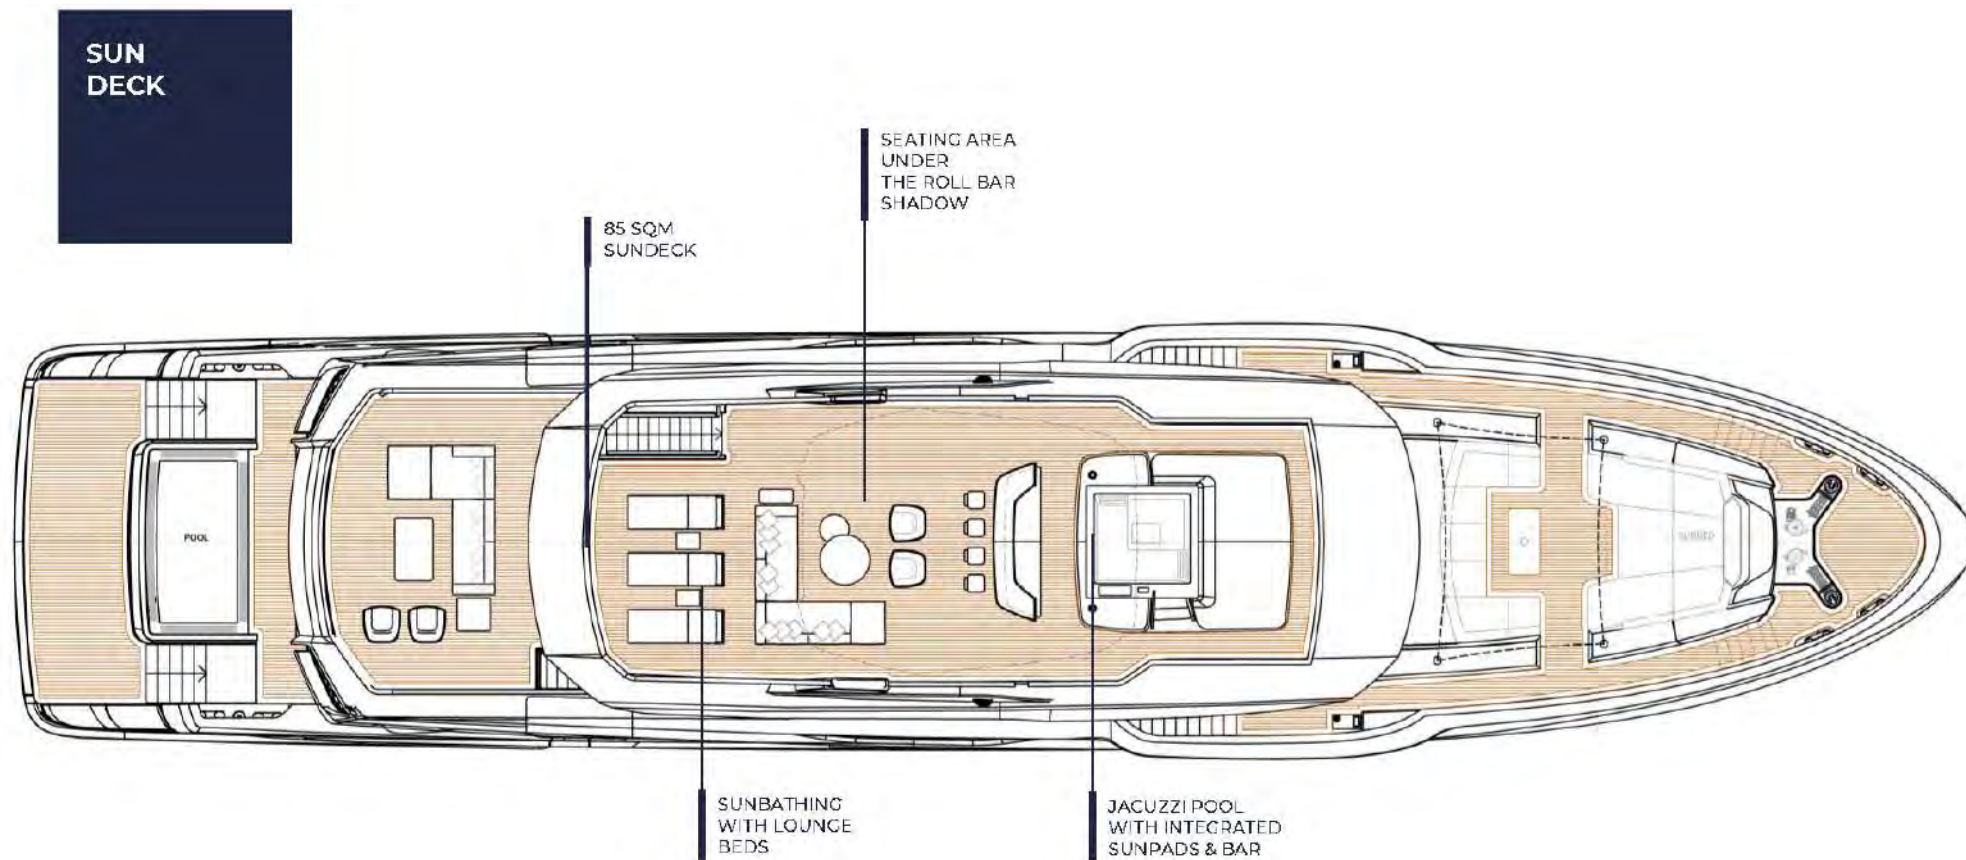 SUN
DECK
SEATING AREA
UNDER
THE ROLL BAR
SHADOW
85 SQM
SUNDECK
POOL
SUNBATHING
WITH LOUNGE
BEDS
JACUZZI POOL
WITH INTEGRATED
SUNPADS & BAR